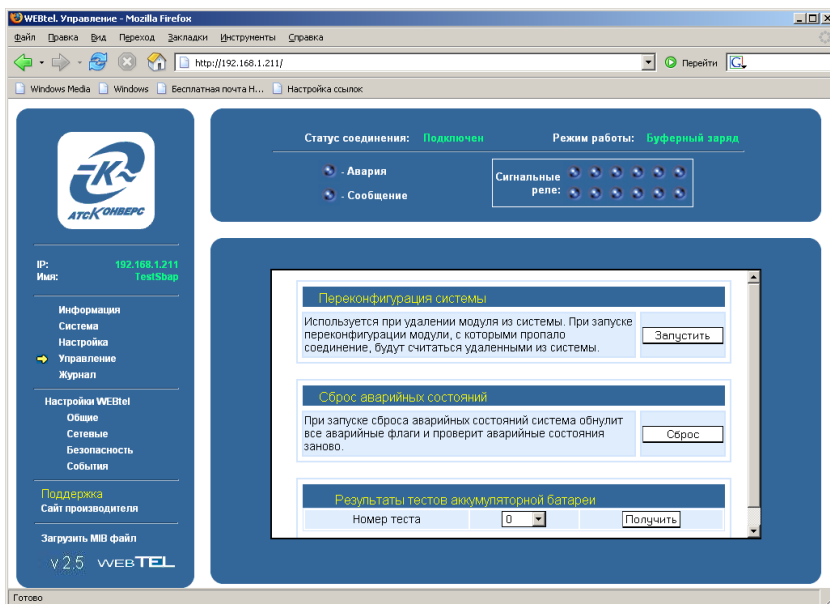 WEBtel. Управление - Mozilla Firefox
Файл Правка Вид Переход Закладки Инструменты Справка
http://192.168.1.211/ Перейти G
Windows Media Windows Бесплатная почта H... Настройка ссылок
АТСКОНВЕРС
IP: 192.168.1.211
Имя: TestSbap
Информация
Система
Настройка
Управление
Журнал
Настройки WEBtel
Общие
Сетевые
Безопасность
События
Поддержка
Сайт производителя
Загрузить MIB файл
v 2.5 WEBTEL
Статус соединения: Подключен Режим работы: Буферный заряд
- Авария
- Сообщение
Сигнальные
реле:
Переконфигурация системы
Используется при удалении модуля из системы. При запуске
переконфигурации модули, с которыми пропало
соединение, будут считаться удаленными из системы.
Запустить
Сброс аварийных состояний
При запуске сброса аварийных состояний система обнулит
все аварийные флаги и проверит аварийные состояния
заново.
Сброс
Результаты тестов аккумуляторной батареи
Номер теста 0 Получить
Готово